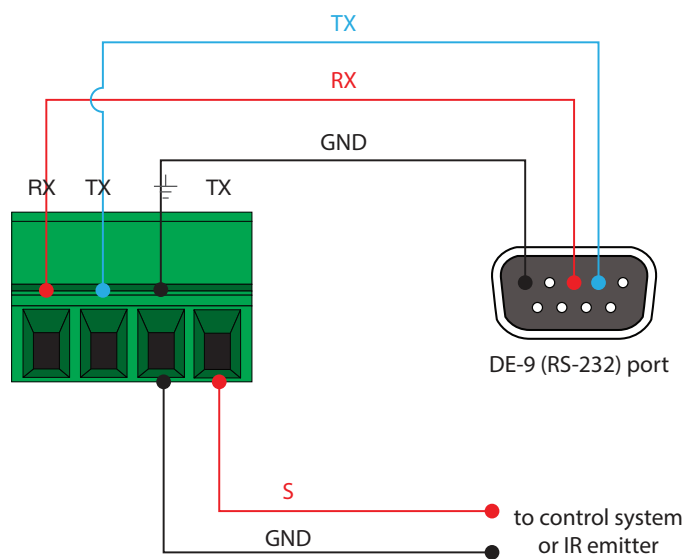 TX
RX
GND
RX TX TX
DE-9 (RS-232) port
S
to control system
or IR emitter
GND